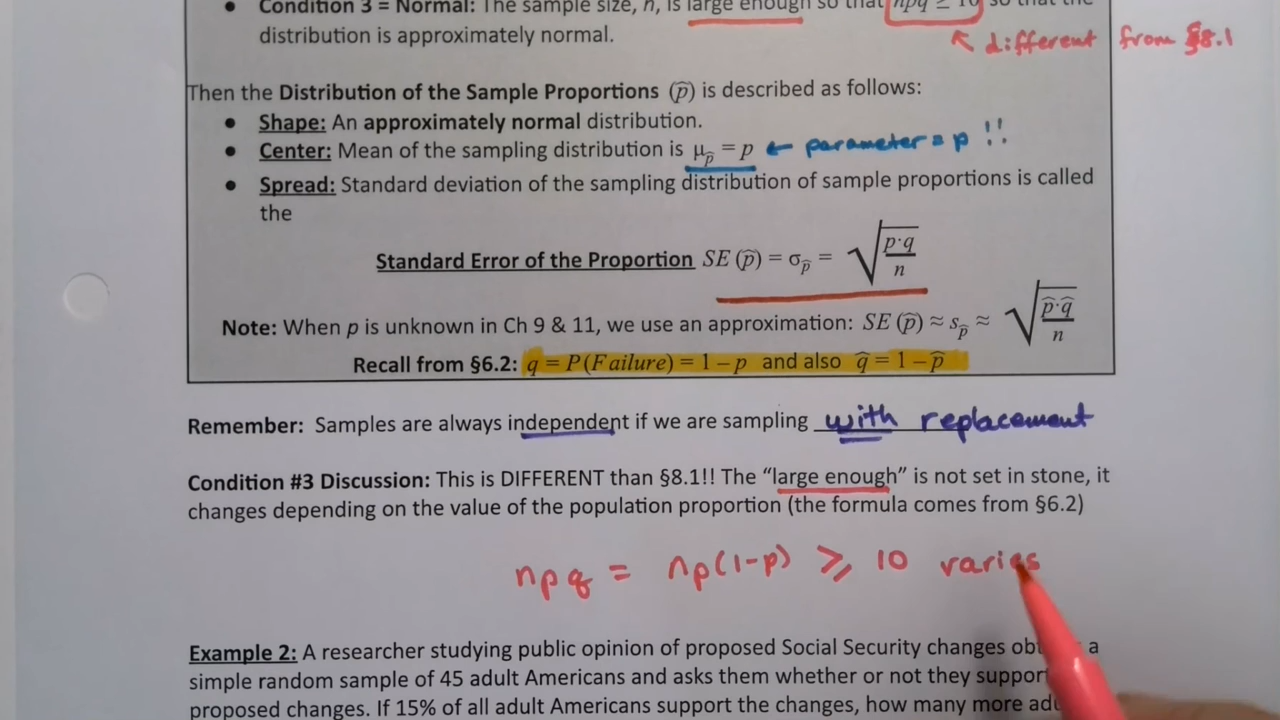 • Condition 3 = Normal: The sample size, n, is large enough so that npq ≥ 10 so that the
distribution is approximately normal.
↖ different from §8.1
Then the Distribution of the Sample Proportions (p̂) is described as follows:
• Shape: An approximately normal distribution.
• Center: Mean of the sampling distribution is μp̂ = p ← parameter = p !!
• Spread: Standard deviation of the sampling distribution of sample proportions is called
the
Standard Error of the Proportion SE (p̂) = σp̂ = √(p·q/n)
Note: When p is unknown in Ch 9 & 11, we use an approximation: SE (p̂) ≈ sp̂ ≈ √(p̂·q̂/n)
Recall from §6.2: q = P(Failure) = 1 – p and also q̂ = 1 – p̂
Remember: Samples are always independent if we are sampling with replacement
Condition #3 Discussion: This is DIFFERENT than §8.1!! The “large enough” is not set in stone, it
changes depending on the value of the population proportion (the formula comes from §6.2)
npq = np(1-p) ≥ 10 varies
Example 2: A researcher studying public opinion of proposed Social Security changes a
simple random sample of 45 adult Americans and asks them whether or not they support
proposed changes. If 15% of all adult Americans support the changes, how many more